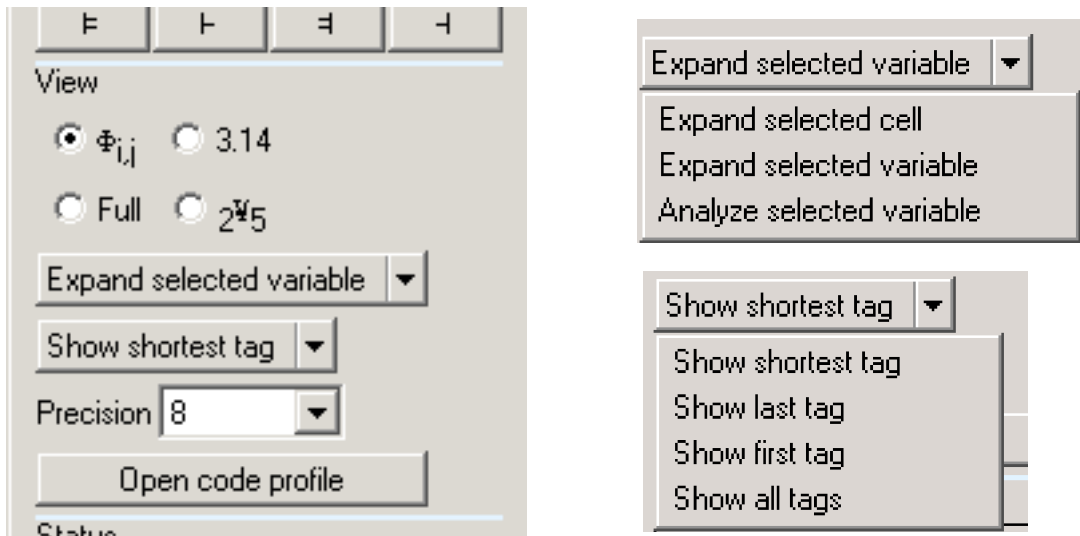 ⊧ ⊢ ⫤ ⊣
View
Φi,j 3.14
Full 2¥5
Expand selected variable
Show shortest tag
Precision 8
Open code profile
Status
Expand selected variable
Expand selected cell
Expand selected variable
Analyze selected variable
Show shortest tag
Show shortest tag
Show last tag
Show first tag
Show all tags